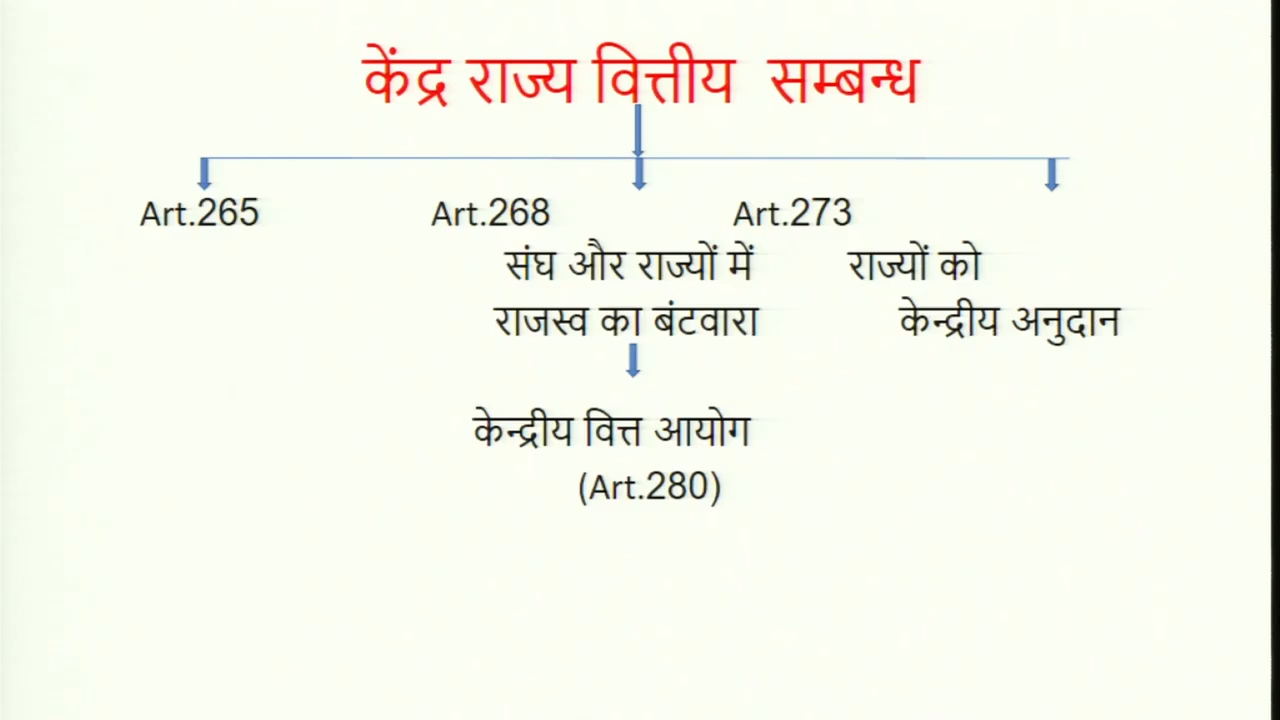 केंद्र राज्य वित्तीय सम्बन्ध
Art.265 Art.268 Art.273
संघ और राज्यों में राज्यों को
राजस्व का बंटवारा केन्द्रीय अनुदान
केन्द्रीय वित्त आयोग
(Art.280)